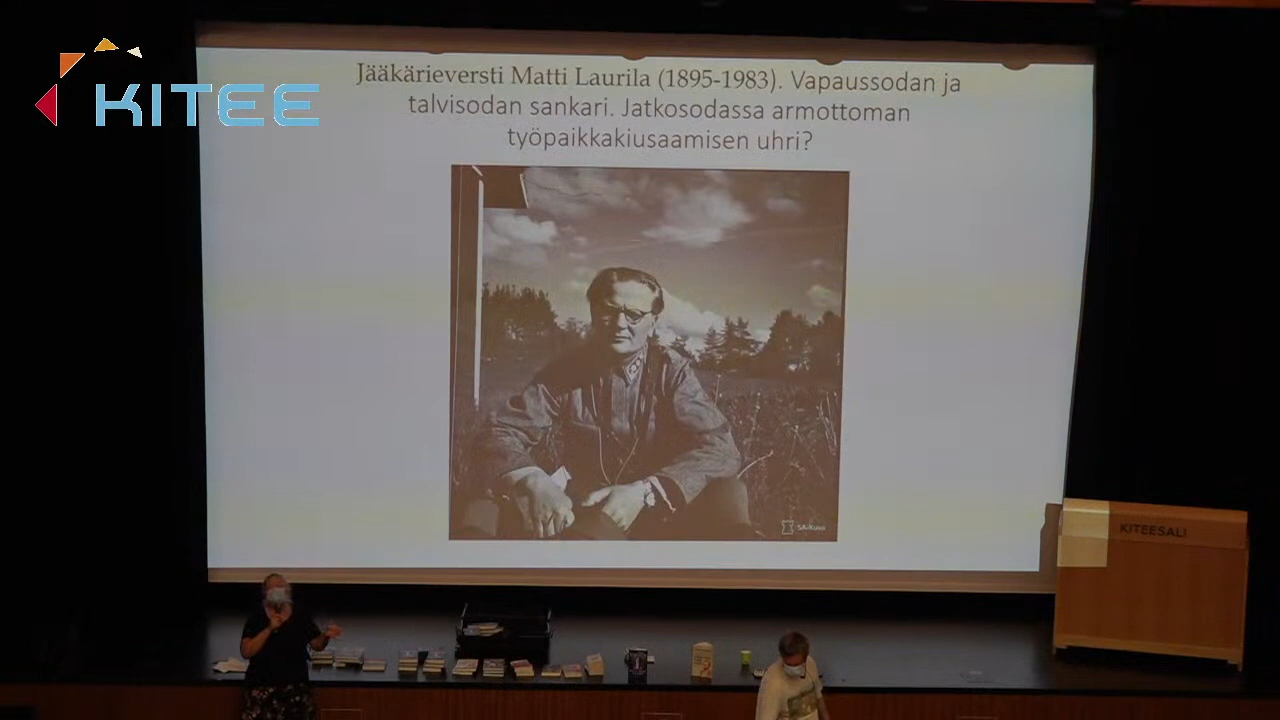 KITEE
Jääkärieversti Matti Laurila (1895-1983). Vapaussodan ja
talvisodan sankari. Jatkosodassa armottoman
työpaikkakiusaamisen uhri?
SA-kuva
KITEESALI